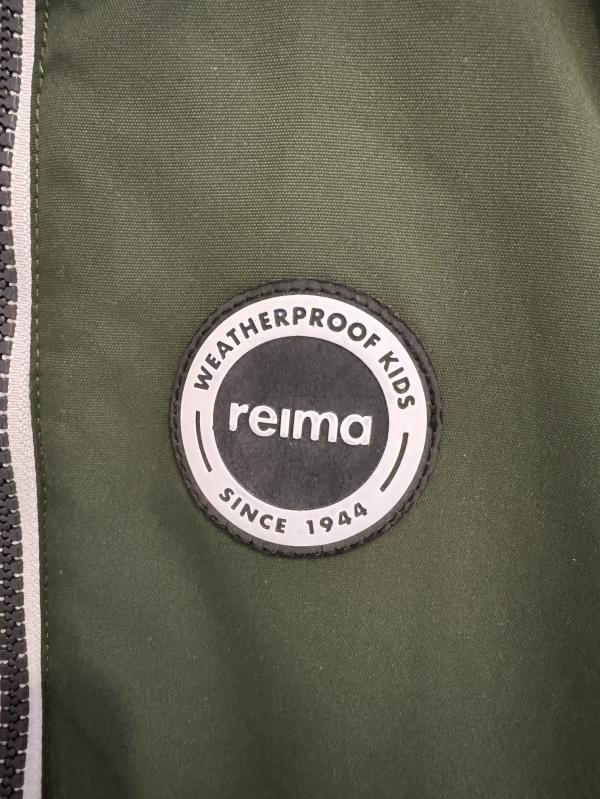 WEATHERPROOF KIDS
reima
SINCE 1944